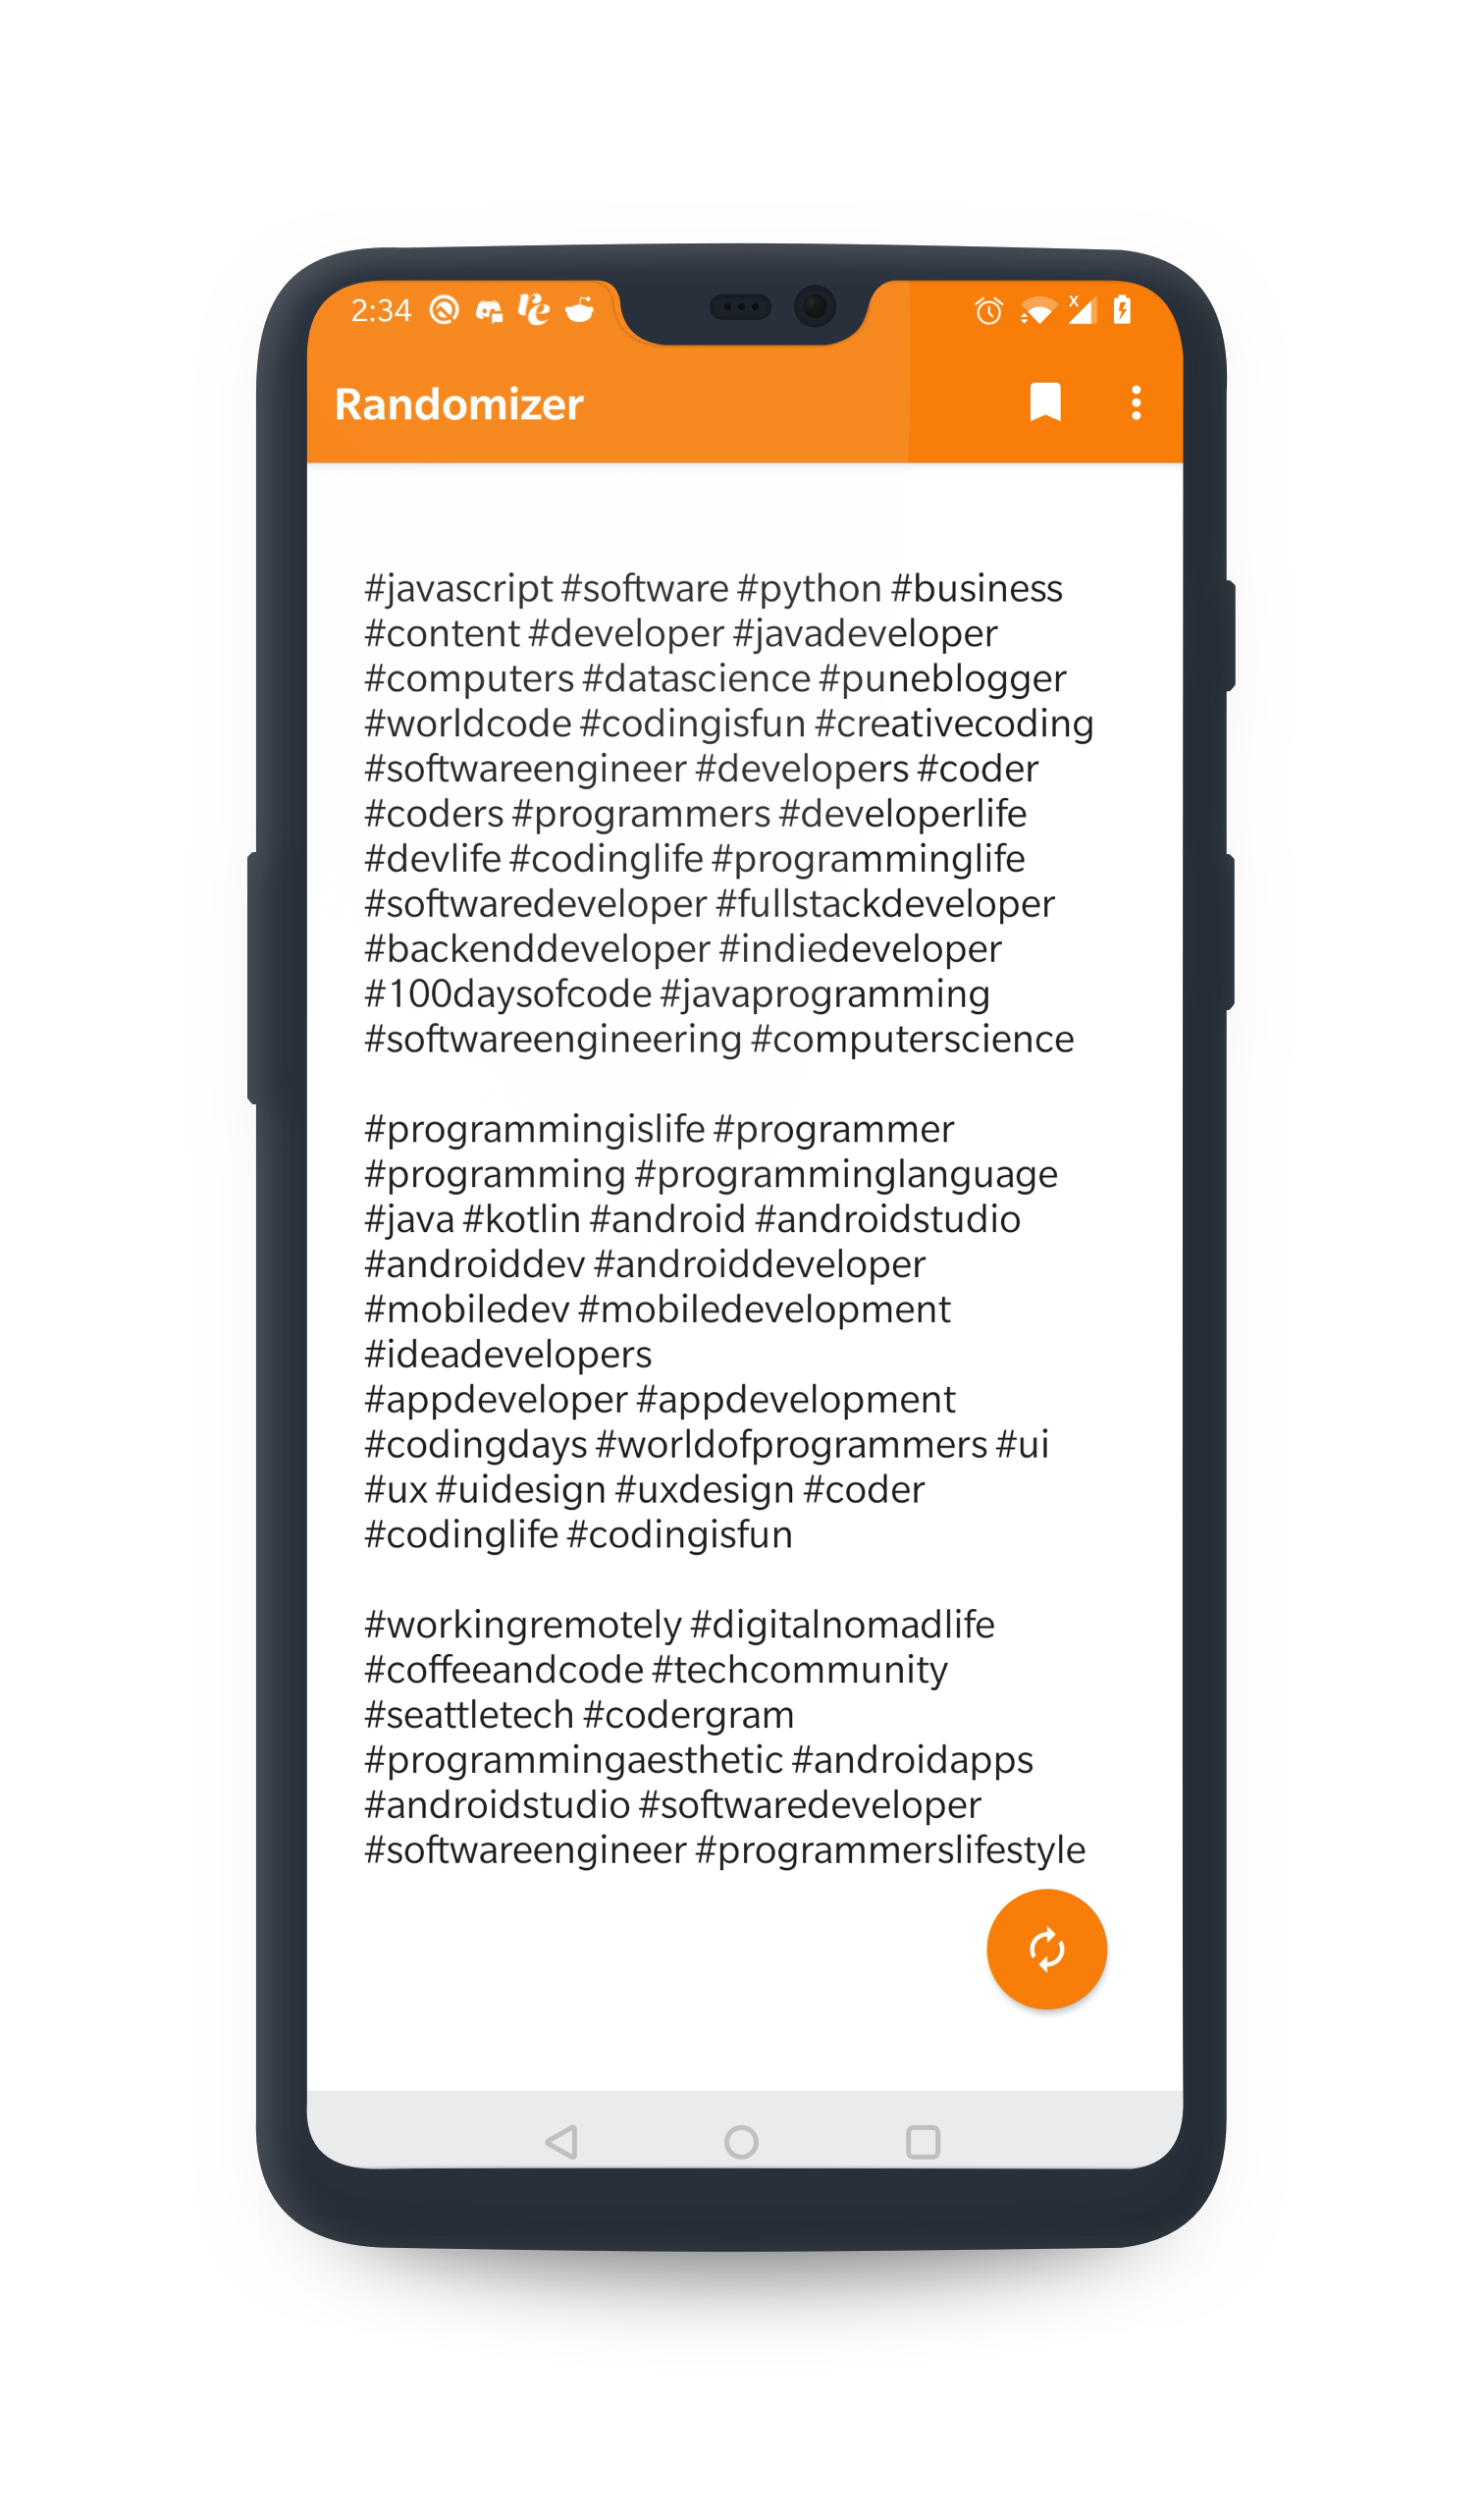 2:34
Randomizer
#javascript #software #python #business
#content #developer #javadeveloper
#computers #datascience #puneblogger
#worldcode #codingisfun #creativecoding
#softwareengineer #developers #coder
#coders #programmers #developerlife
#devlife #codinglife #programminglife
#softwaredeveloper #fullstackdeveloper
#backenddeveloper #indiedeveloper
#100daysofcode #javaprogramming
#softwareengineering #computerscience
#programmingislife #programmer
#programming #programminglanguage
#java #kotlin #android #androidstudio
#androiddev #androiddeveloper
#mobiledev #mobiledevelopment
#ideadevelopers
#appdeveloper #appdevelopment
#codingdays #worldofprogrammers #ui
#ux #uidesign #uxdesign #coder
#codinglife #codingisfun
#workingremotely #digitalnomadlife
#coffeeandcode #techcommunity
#seattletech #codergram
#programmingaesthetic #androidapps
#androidstudio #softwaredeveloper
#softwareengineer #programmerslifestyle